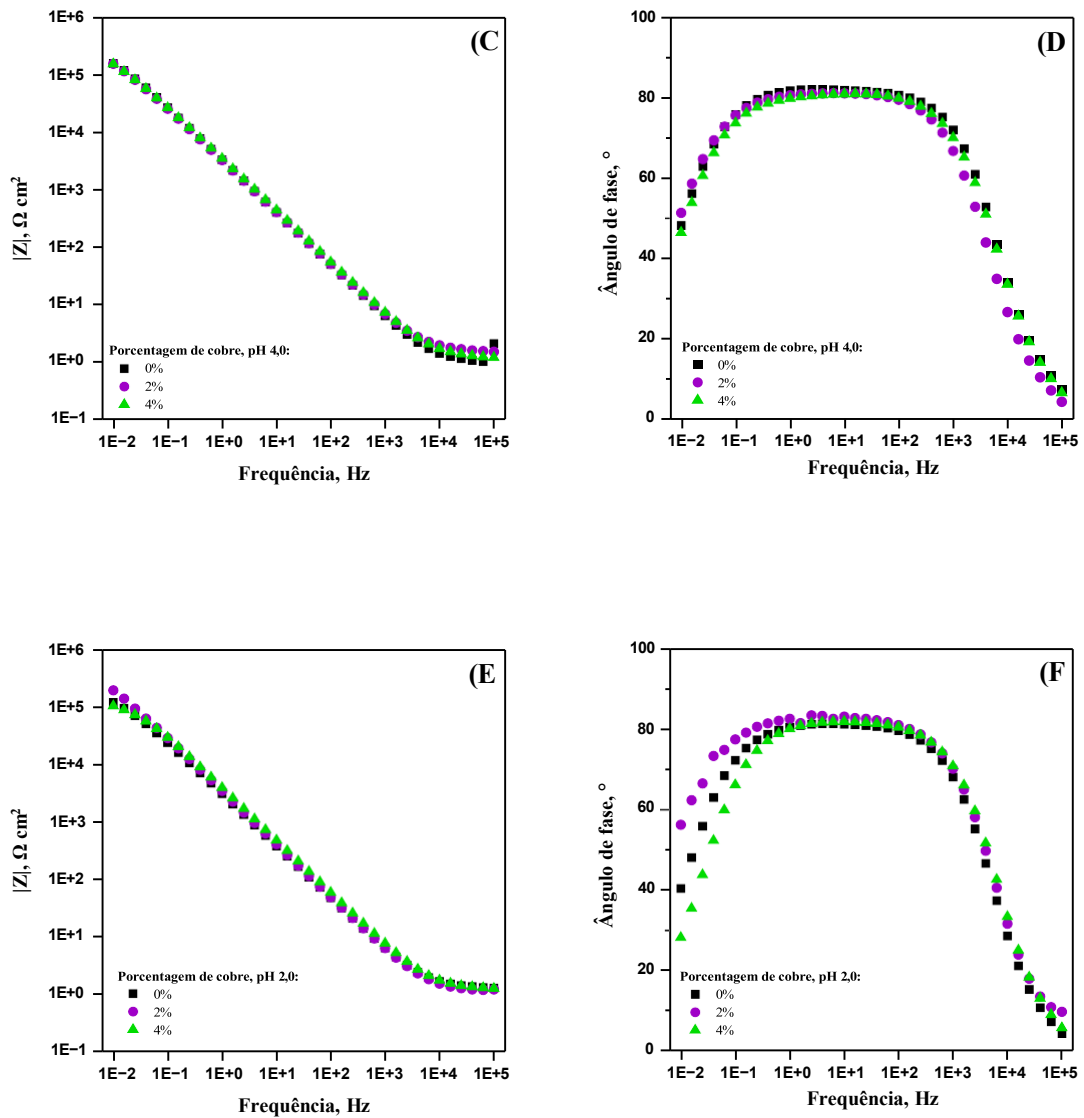 (C
1E+6
1E+5
1E+4
1E+3
1E+2
1E+1
1E+0
1E−1
|Z|, Ω cm²
Porcentagem de cobre, pH 4,0:
0%
2%
4%
1E−2 1E−1 1E+0 1E+1 1E+2 1E+3 1E+4 1E+5
Frequência, Hz
(D
100
80
60
40
20
0
Ângulo de fase, °
Porcentagem de cobre, pH 4,0:
0%
2%
4%
1E−2 1E−1 1E+0 1E+1 1E+2 1E+3 1E+4 1E+5
Frequência, Hz
(E
1E+6
1E+5
1E+4
1E+3
1E+2
1E+1
1E+0
1E−1
|Z|, Ω cm²
Porcentagem de cobre, pH 2,0:
0%
2%
4%
1E−2 1E−1 1E+0 1E+1 1E+2 1E+3 1E+4 1E+5
Frequência, Hz
(F
100
80
60
40
20
0
Ângulo de fase, °
Porcentagem de cobre, pH 2,0:
0%
2%
4%
1E−2 1E−1 1E+0 1E+1 1E+2 1E+3 1E+4 1E+5
Frequência, Hz